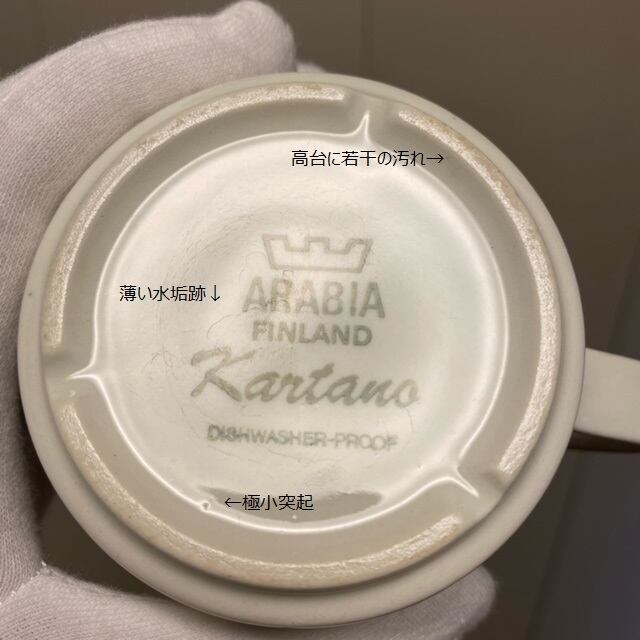 高台に若干の汚れ→
薄い水垢跡↓
ARABIA
FINLAND
Kartano
DISHWASHER-PROOF
←極小突起